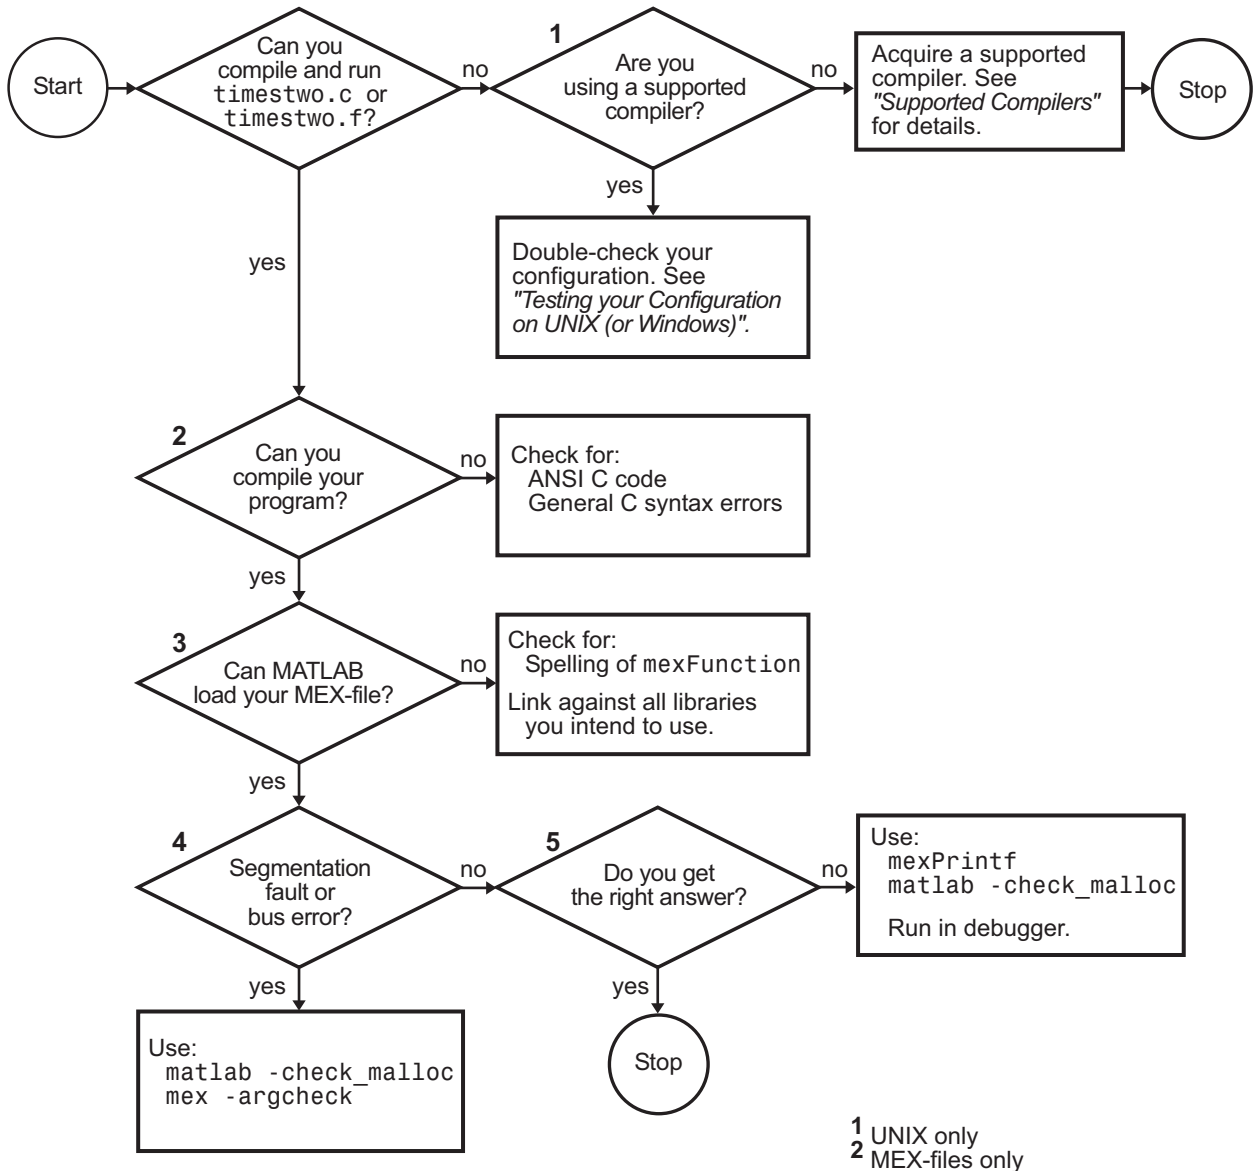 Start
Can you
compile and run
timestwo.c or
timestwo.f?
no
1
Are you
using a supported
compiler?
no
Acquire a supported
compiler. See
"Supported Compilers"
for details.
Stop
yes
Double-check your
configuration. See
"Testing your Configuration
on UNIX (or Windows)".
yes
2
Can you
compile your
program?
no
Check for:
ANSI C code
General C syntax errors
yes
3
Can MATLAB
load your MEX-file?
no
Check for:
Spelling of mexFunction
Link against all libraries
you intend to use.
yes
4
Segmentation
fault or
bus error?
no
5
Do you get
the right answer?
no
Use:
mexPrintf
matlab -check_malloc
Run in debugger.
yes
Use:
matlab -check_malloc
mex -argcheck
yes
Stop
1 UNIX only
2 MEX-files only